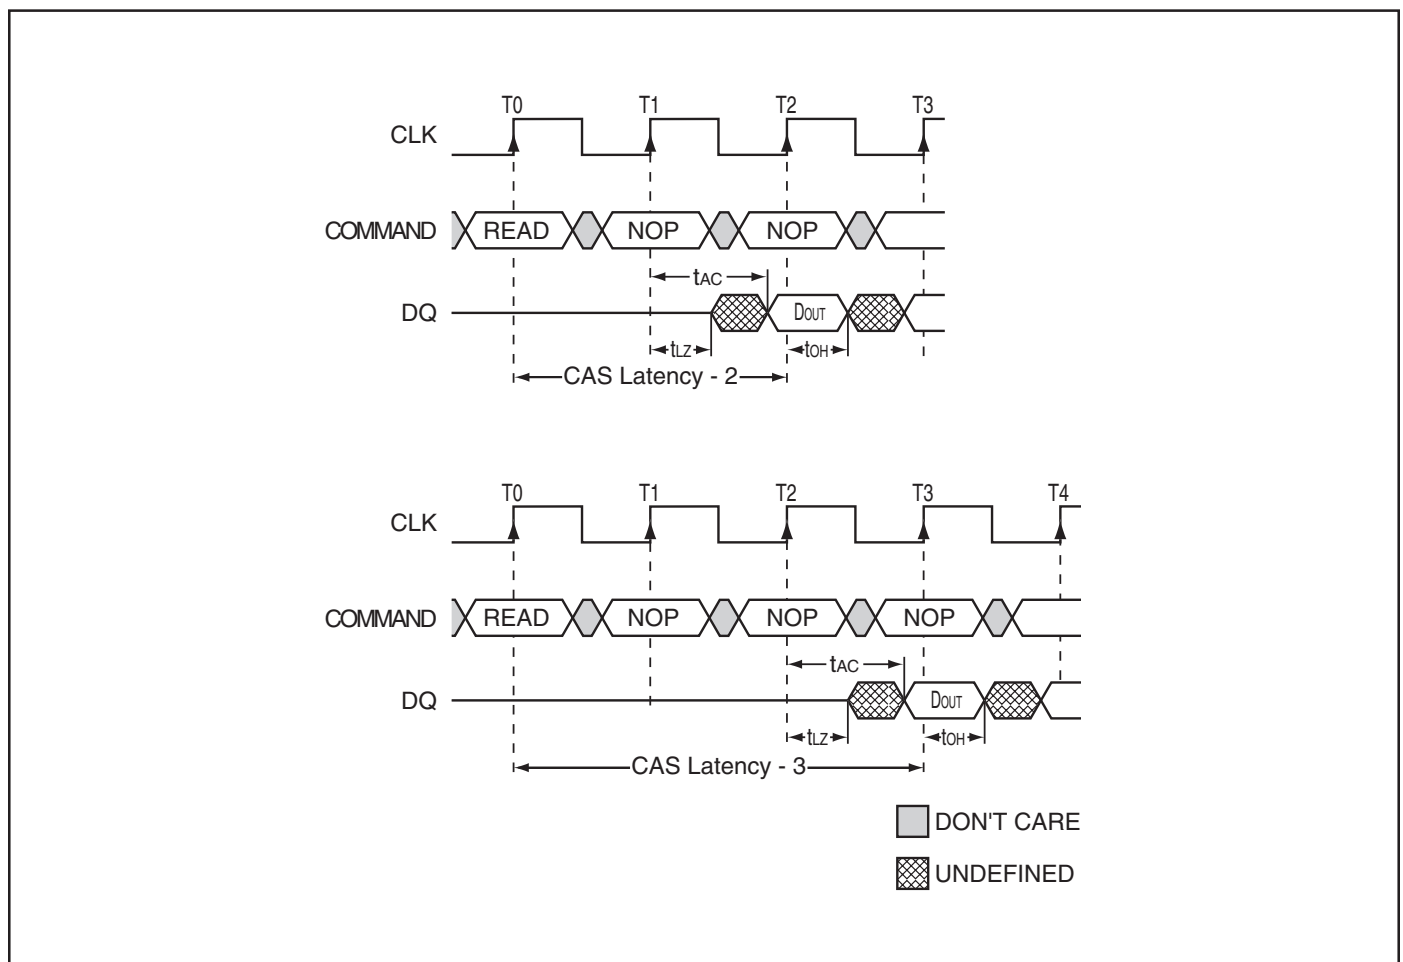 T0 T1 T2 T3
CLK
COMMAND READ NOP NOP
tAC
DQ DOUT
tLZ tOH
CAS Latency - 2
T0 T1 T2 T3 T4
CLK
COMMAND READ NOP NOP NOP
tAC
DQ DOUT
tLZ tOH
CAS Latency - 3
DON'T CARE
UNDEFINED